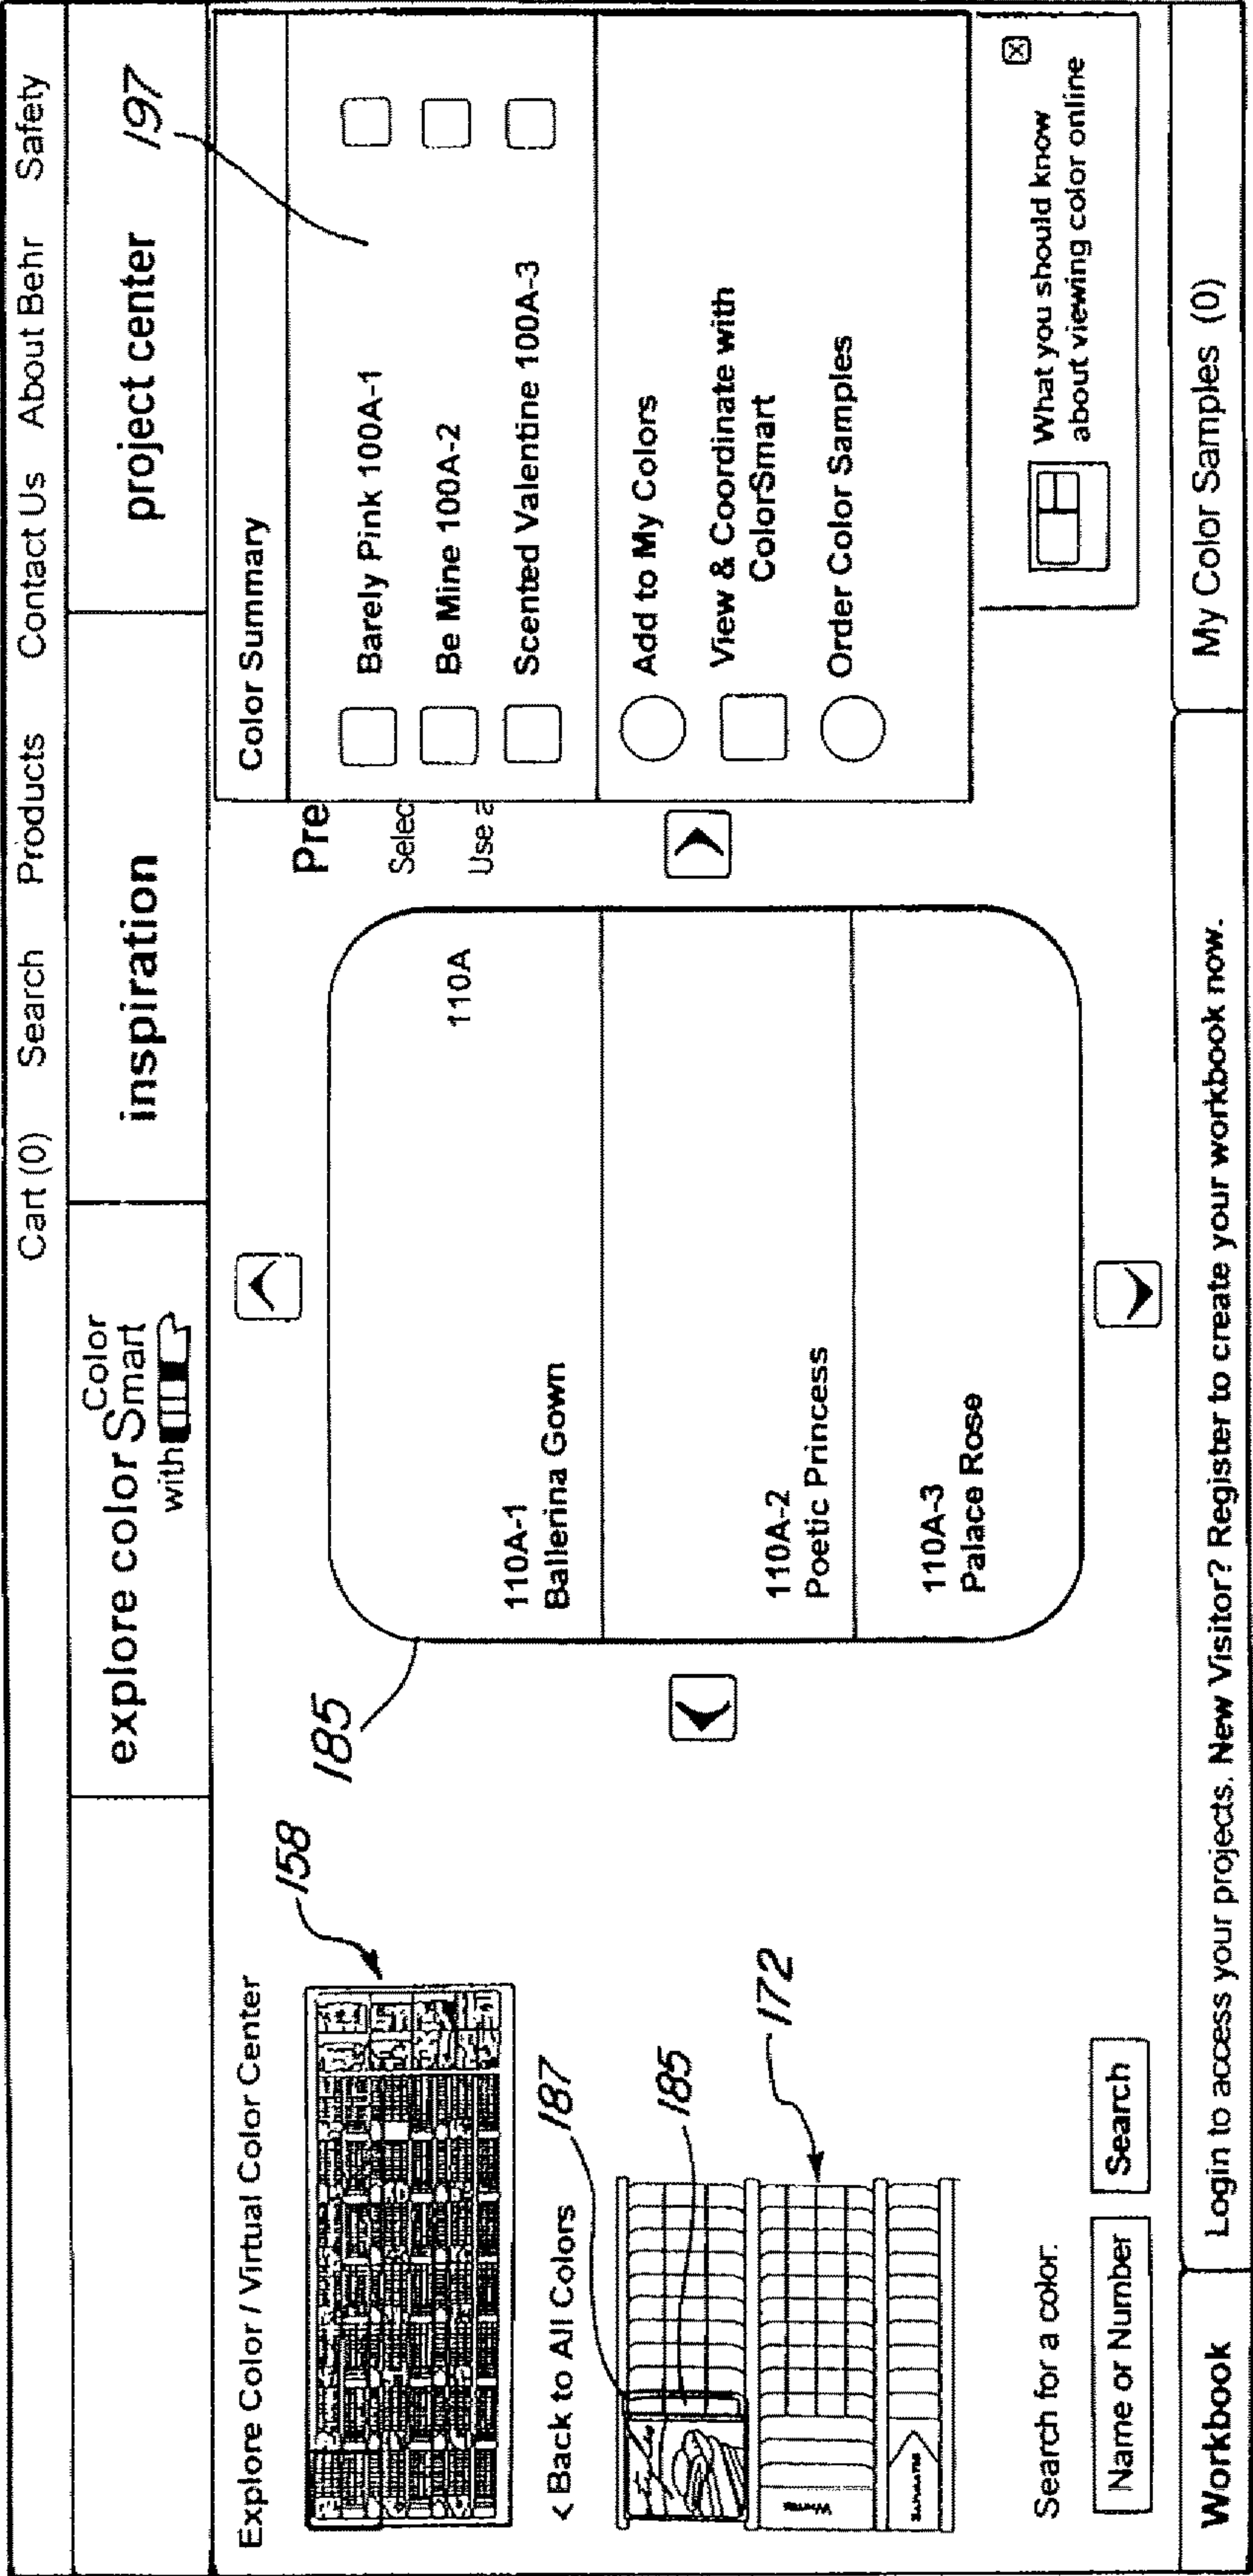 Cart (0) Search Products Contact Us About Behr Safety
explore color
Color
Smart
with
inspiration
project center
197
Explore Color / Virtual Color Center
158
< Back to All Colors
187
185
172
Search for a color.
Name or Number
Search
185
110A
110A-1
Ballerina Gown
110A-2
Poetic Princess
110A-3
Palace Rose
Pre
Selec
Use a
Color Summary
Barely Pink 100A-1
Be Mine 100A-2
Scented Valentine 100A-3
Add to My Colors
View & Coordinate with
ColorSmart
Order Color Samples
What you should know
about viewing color online
Workbook
Login to access your projects. New Visitor? Register to create your workbook now.
My Color Samples (0)